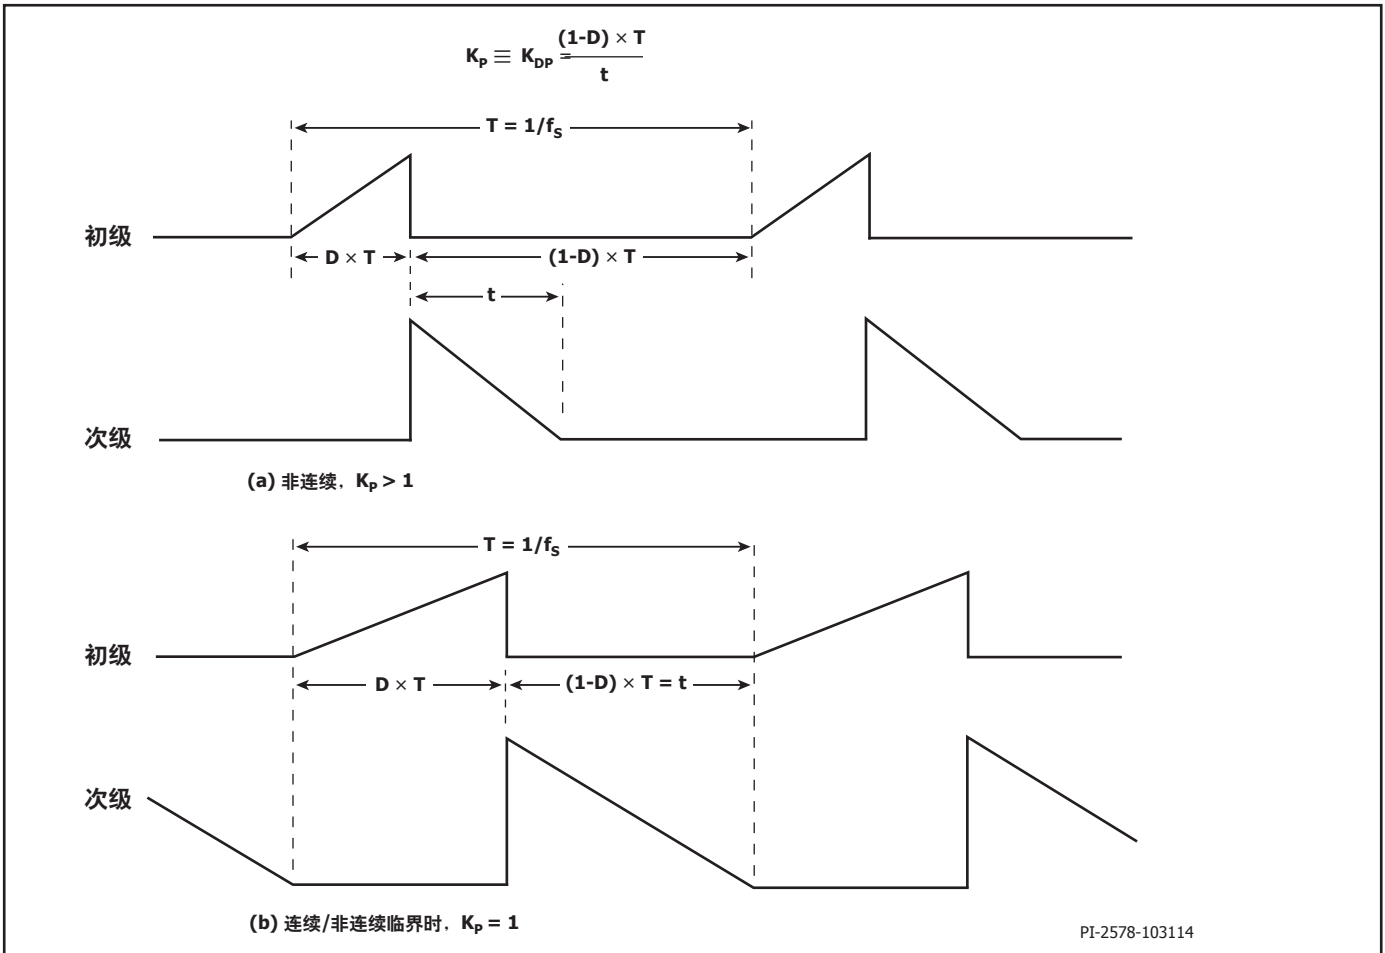 (1-D) × T
K_P ≡ K_DP =
t
T = 1/f_S
初级
D × T
(1-D) × T
t
次级
(a) 非连续，K_P > 1
T = 1/f_S
初级
D × T
(1-D) × T = t
次级
(b) 连续/非连续临界时，K_P = 1
PI-2578-103114